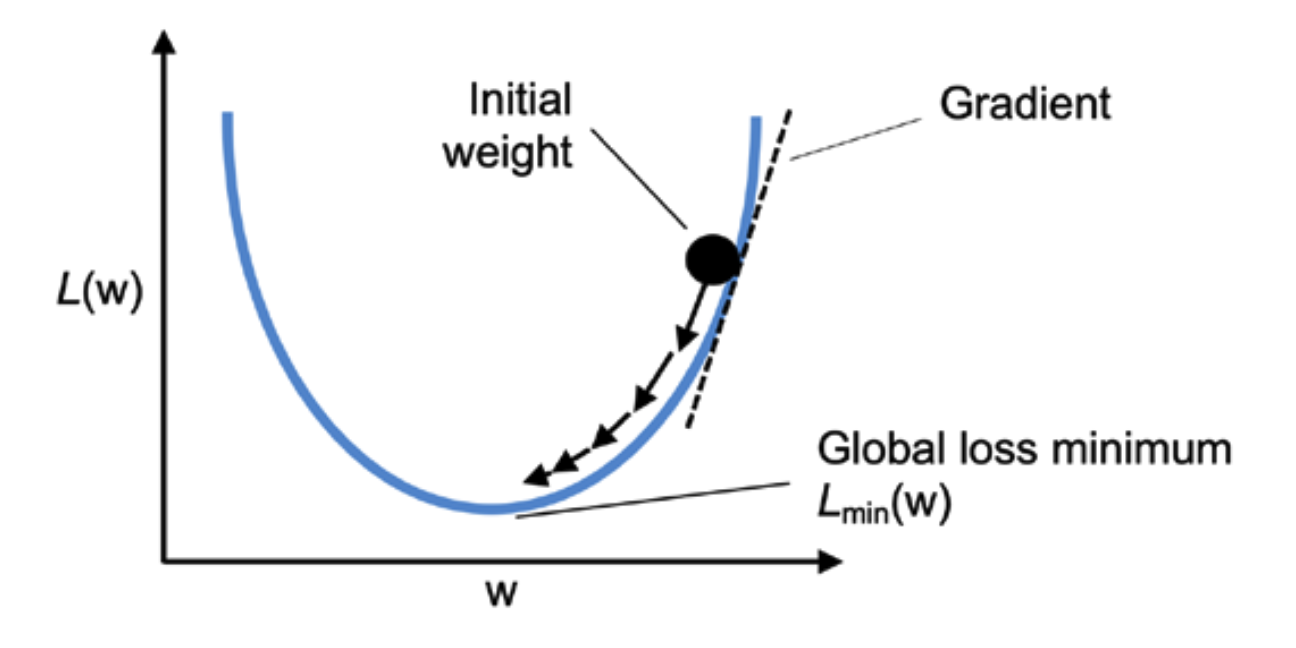 Initial
weight
Gradient
L(w)
Global loss minimum
Lmin(w)
w